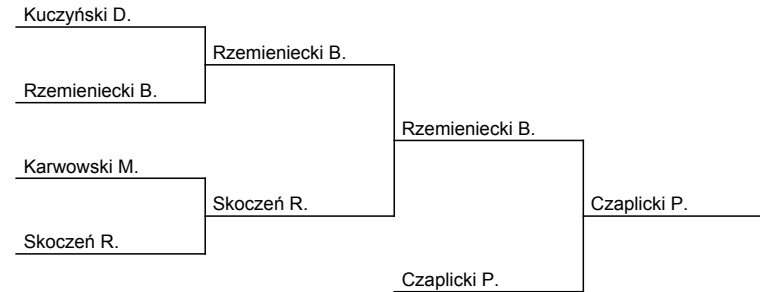 Kuczyński D.
Rzemieniecki B.
Rzemieniecki B.
Rzemieniecki B.
Karwowski M.
Skoczeń R.
Czaplicki P.
Skoczeń R.
Czaplicki P.